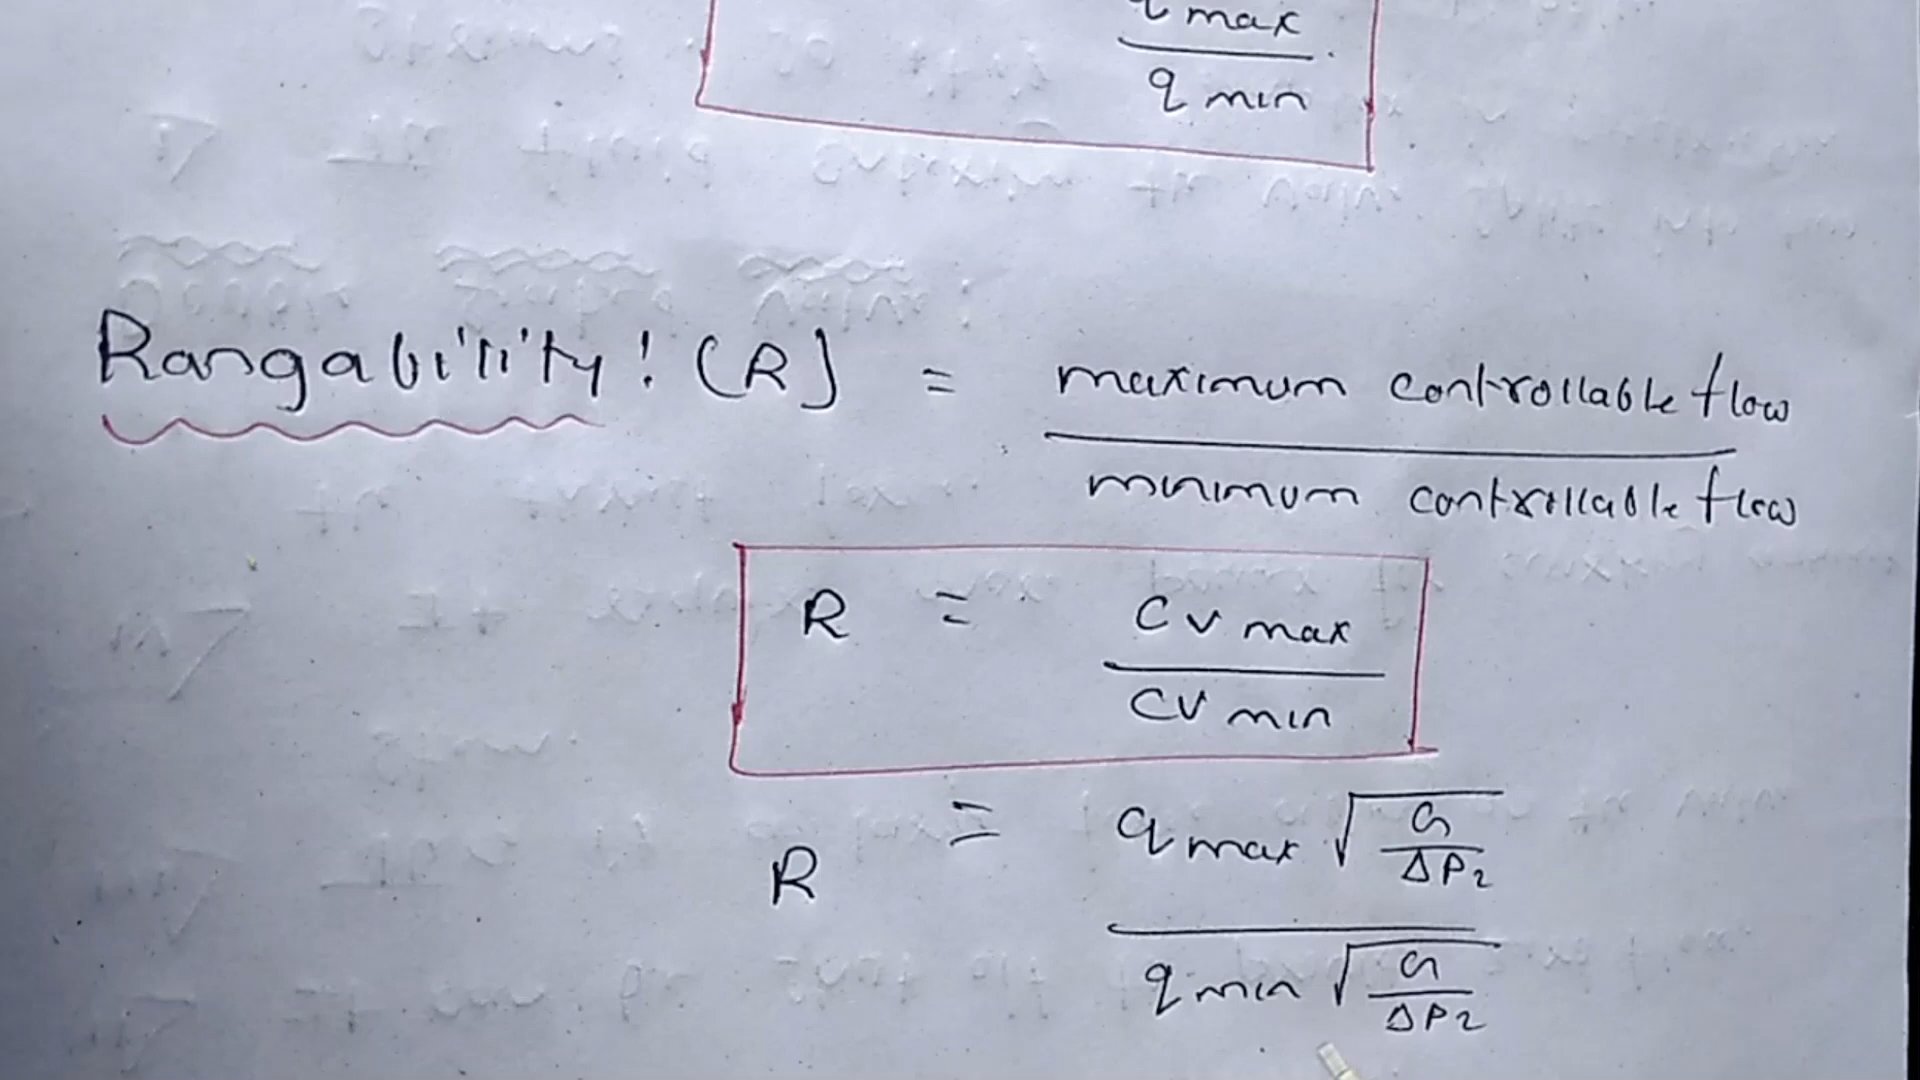 q max
q min
Rangability! (R) = maximum controllable flow
minimum controllable flow
R = Cv max
Cv min
R = q max √ G
ΔP2
q min √ G
ΔP2